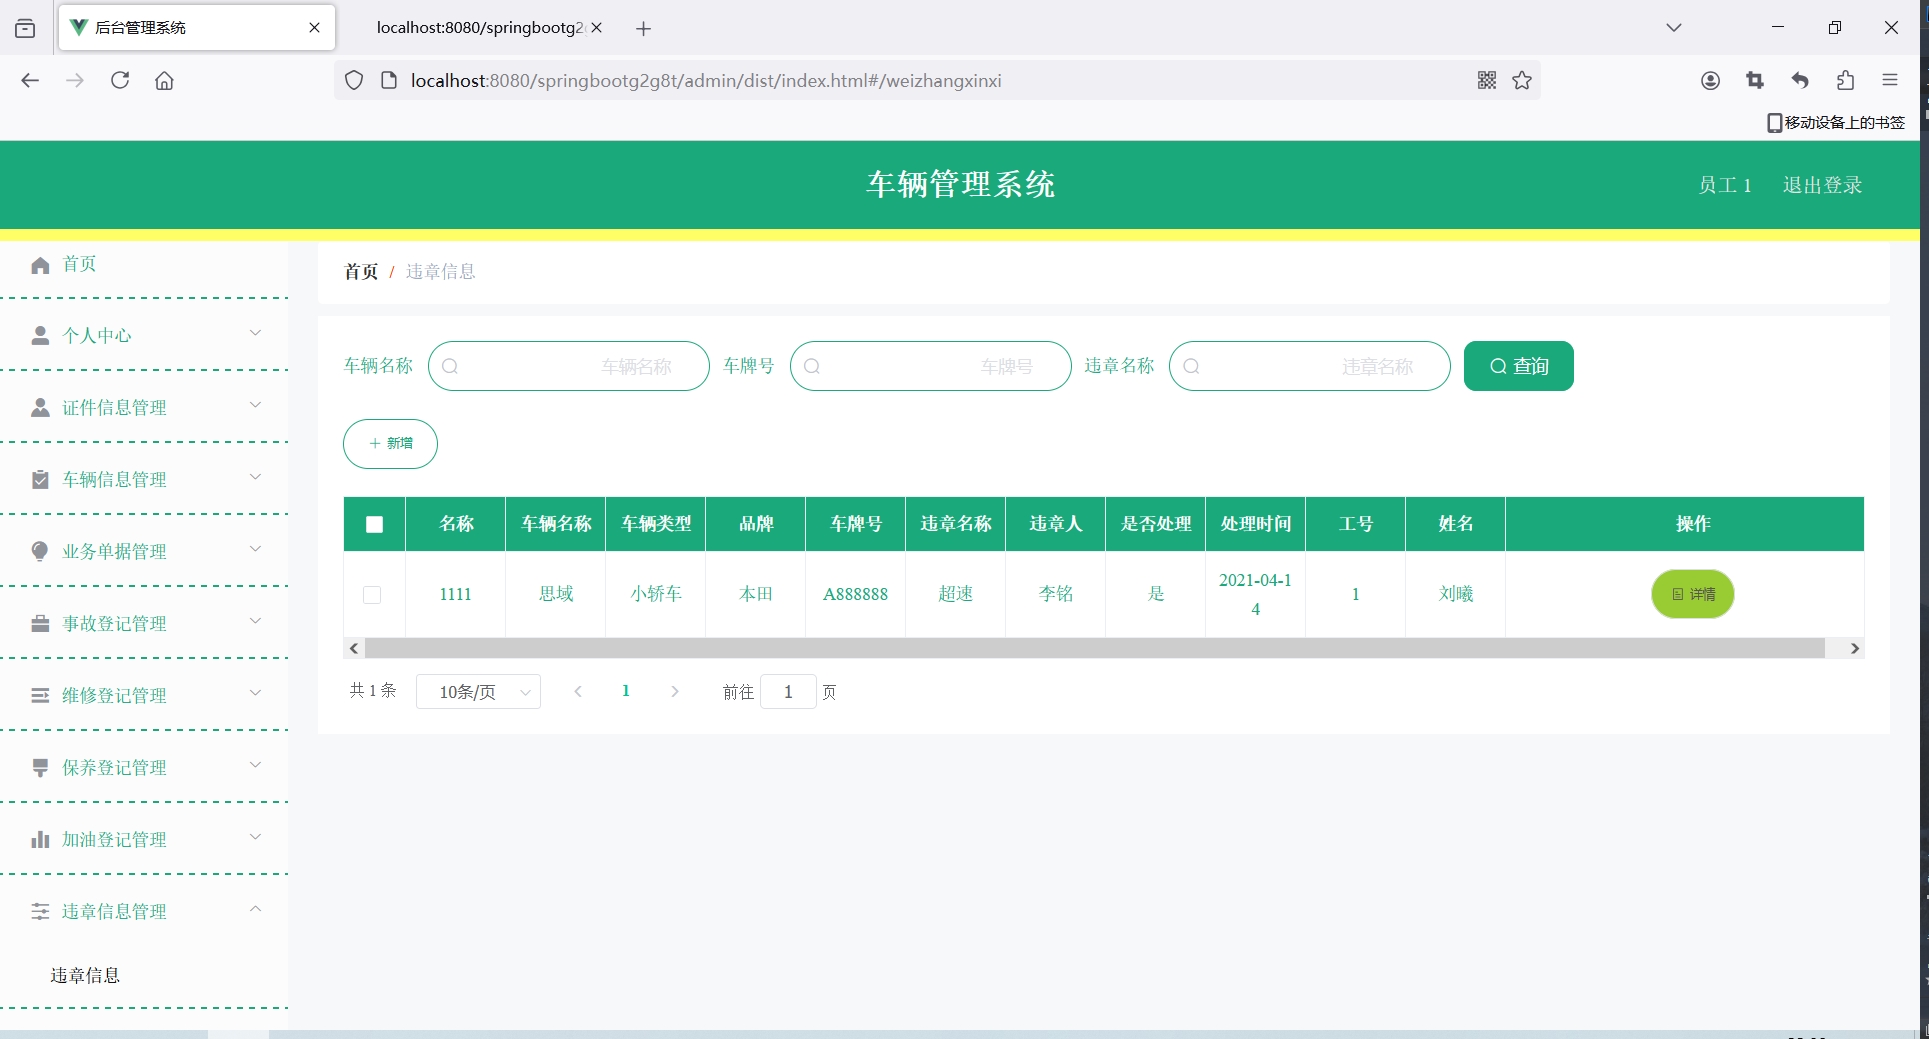 后台管理系统
localhost:8080/springbootg2
localhost:8080/springbootg2g8t/admin/dist/index.html#/weizhangxinxi
移动设备上的书签
车辆管理系统
员工 1 退出登录
首页
个人中心
证件信息管理
车辆信息管理
业务单据管理
事故登记管理
维修登记管理
保养登记管理
加油登记管理
违章信息管理
违章信息
首页 / 违章信息
车辆名称 车辆名称 车牌号 车牌号 违章名称 违章名称 查询
+ 新增
名称 车辆名称 车辆类型 品牌 车牌号 违章名称 违章人 是否处理 处理时间 工号 姓名 操作
1111 思域 小轿车 本田 A888888 超速 李铭 是 2021-04-1 1 刘曦 详情
4
共 1 条 10条/页 1 前往 1 页